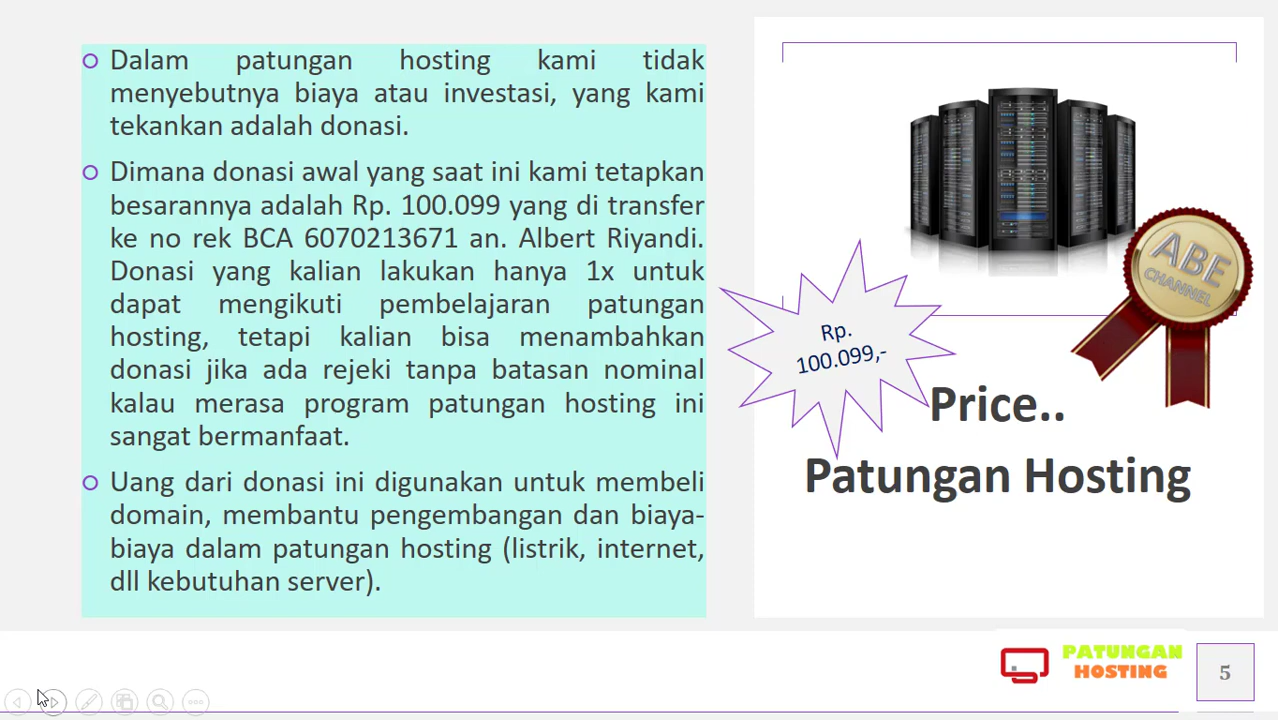 Dalam patungan hosting kami tidak
menyebutnya biaya atau investasi, yang kami
tekankan adalah donasi.
Dimana donasi awal yang saat ini kami tetapkan
besarannya adalah Rp. 100.099 yang di transfer
ke no rek BCA 6070213671 an. Albert Riyandi.
Donasi yang kalian lakukan hanya 1x untuk
dapat mengikuti pembelajaran patungan
hosting, tetapi kalian bisa menambahkan
donasi jika ada rejeki tanpa batasan nominal
kalau merasa program patungan hosting ini
sangat bermanfaat.
Uang dari donasi ini digunakan untuk membeli
domain, membantu pengembangan dan biaya-
biaya dalam patungan hosting (listrik, internet,
dll kebutuhan server).
ABE
CHANNEL
Rp.
100.099,-
Price..
Patungan Hosting
PATUNGAN
HOSTING
5